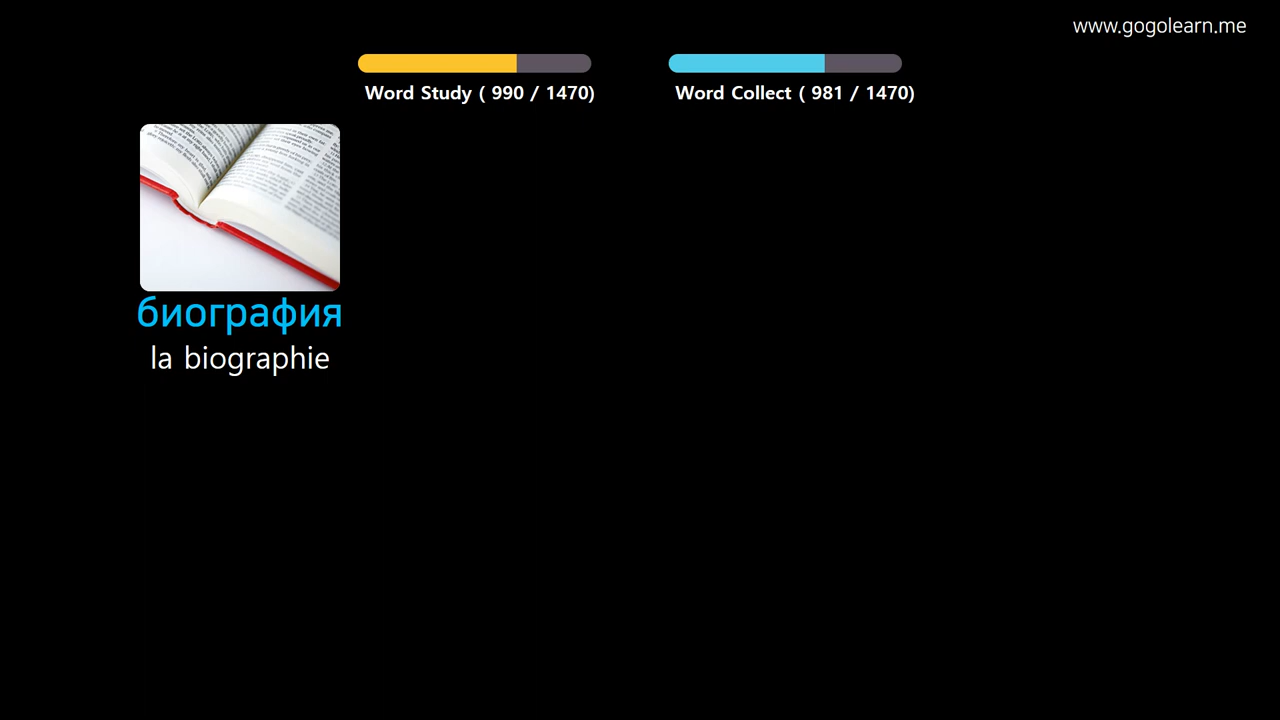 www.gogolearn.me
Word Study ( 990 / 1470)
Word Collect ( 981 / 1470)
биография
la biographie